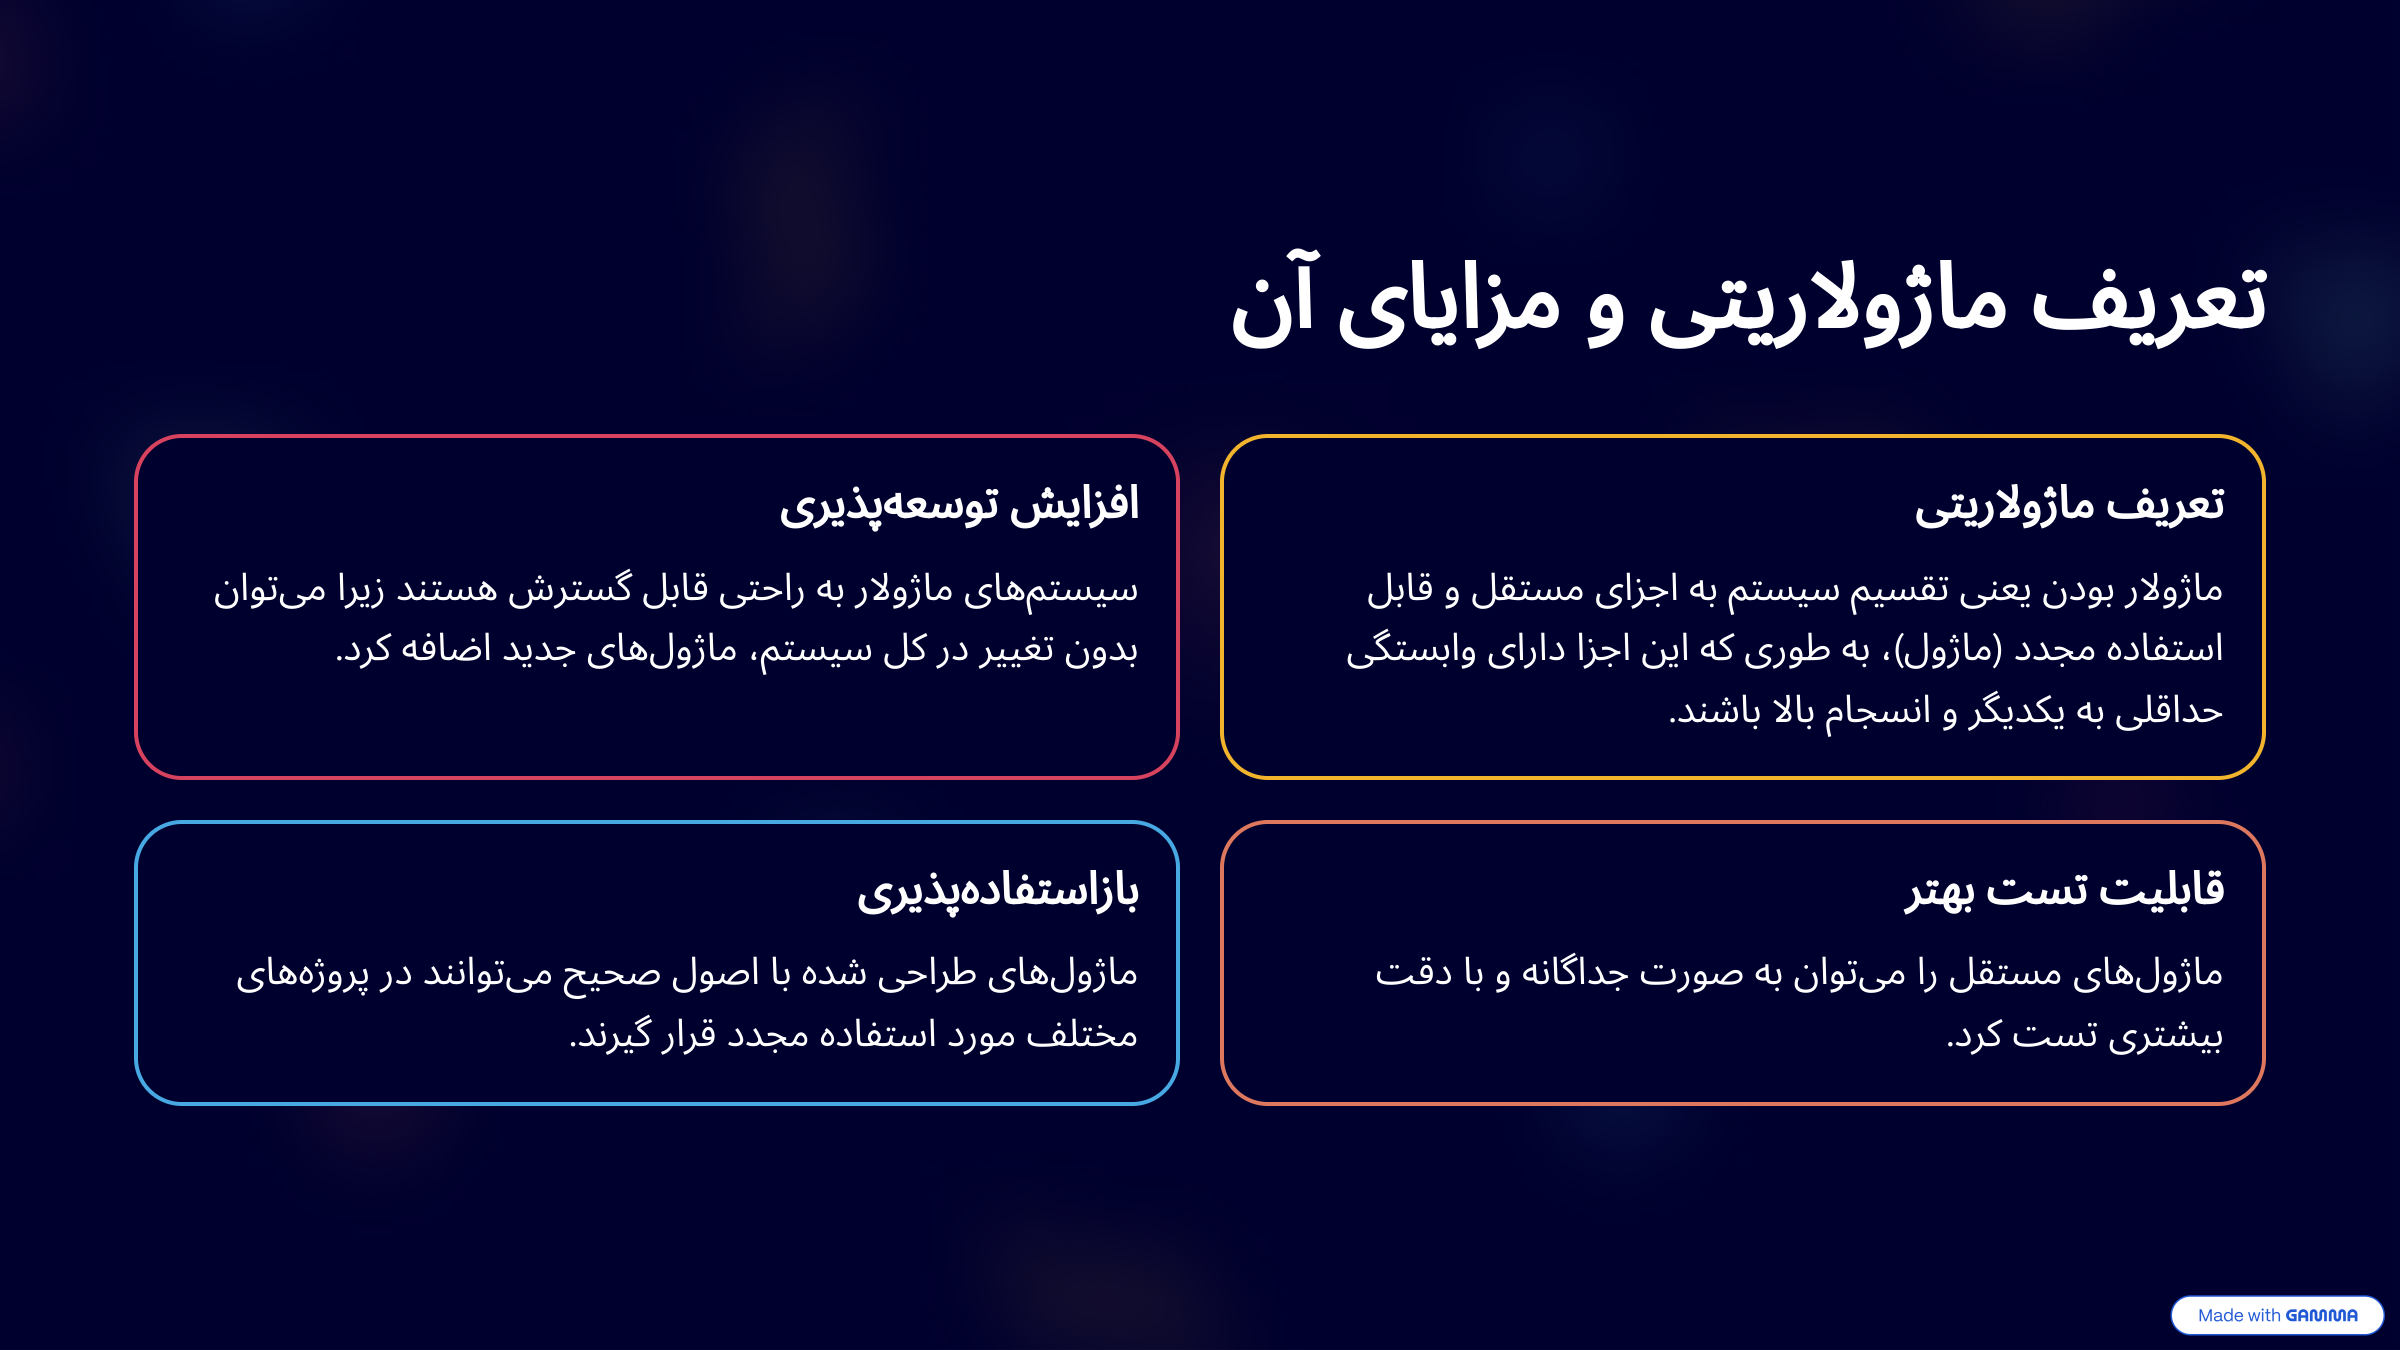 تعریف ماژولاریتی و مزایای آن
تعریف ماژولاریتی
ماژولار بودن یعنی تقسیم سیستم به اجزای مستقل و قابل
استفاده مجدد (ماژول)، به طوری که این اجزا دارای وابستگی
حداقلی به یکدیگر و انسجام بالا باشند.
افزایش توسعه‌پذیری
سیستم‌های ماژولار به راحتی قابل گسترش هستند زیرا می‌توان
بدون تغییر در کل سیستم، ماژول‌های جدید اضافه کرد.
قابلیت تست بهتر
ماژول‌های مستقل را می‌توان به صورت جداگانه و با دقت
بیشتری تست کرد.
بازاستفاده‌پذیری
ماژول‌های طراحی شده با اصول صحیح می‌توانند در پروژه‌های
مختلف مورد استفاده مجدد قرار گیرند.
Made with GAMMA